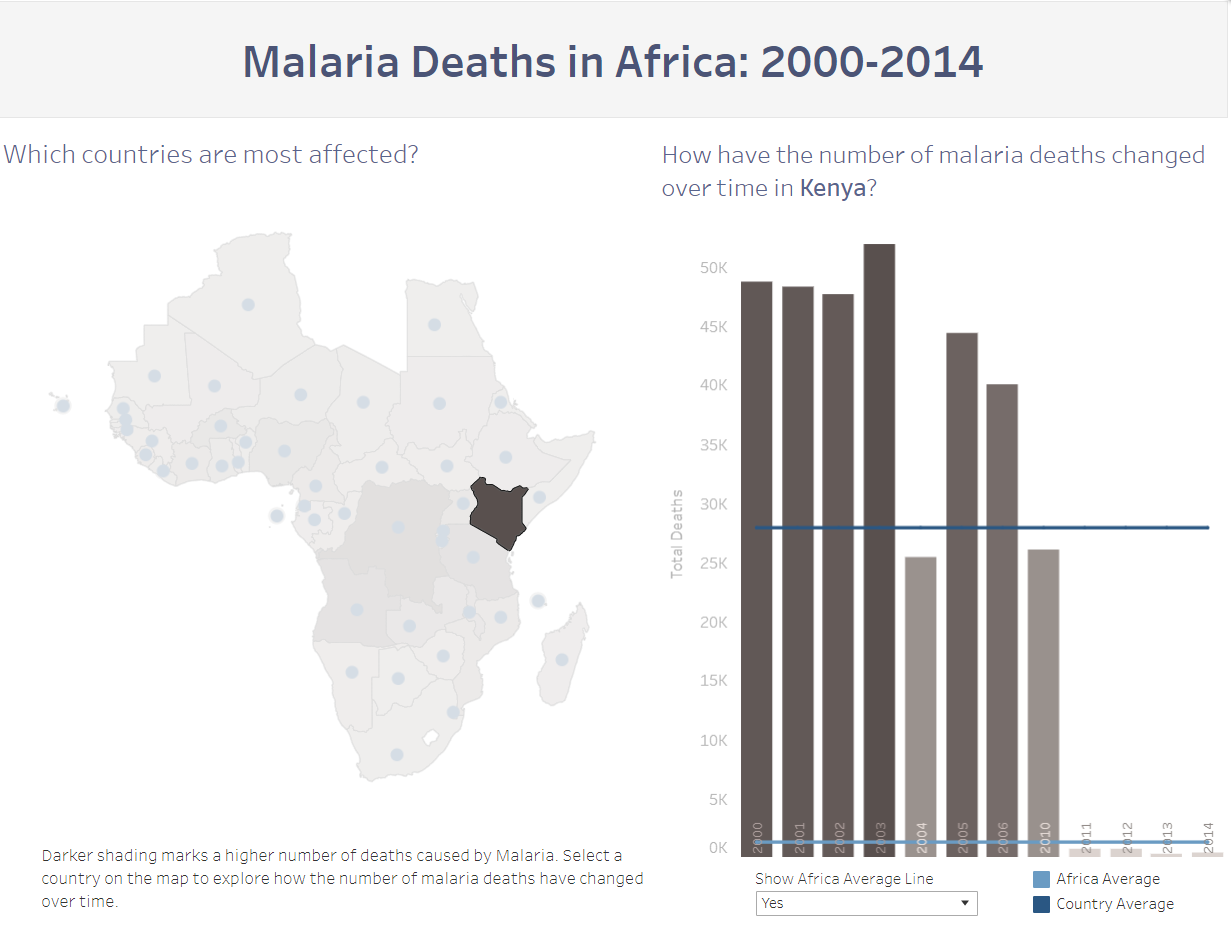 Malaria Deaths in Africa: 2000-2014
Which countries are most affected?
How have the number of malaria deaths changed
over time in Kenya?
50K
45K
40K
35K
30K
25K
20K
15K
10K
5K
0K
Total Deaths
2000
2001
2002
2003
2004
2005
2006
2010
2011
2012
2013
2014
Darker shading marks a higher number of deaths caused by Malaria. Select a
country on the map to explore how the number of malaria deaths have changed
over time.
Show Africa Average Line
Yes
Africa Average
Country Average